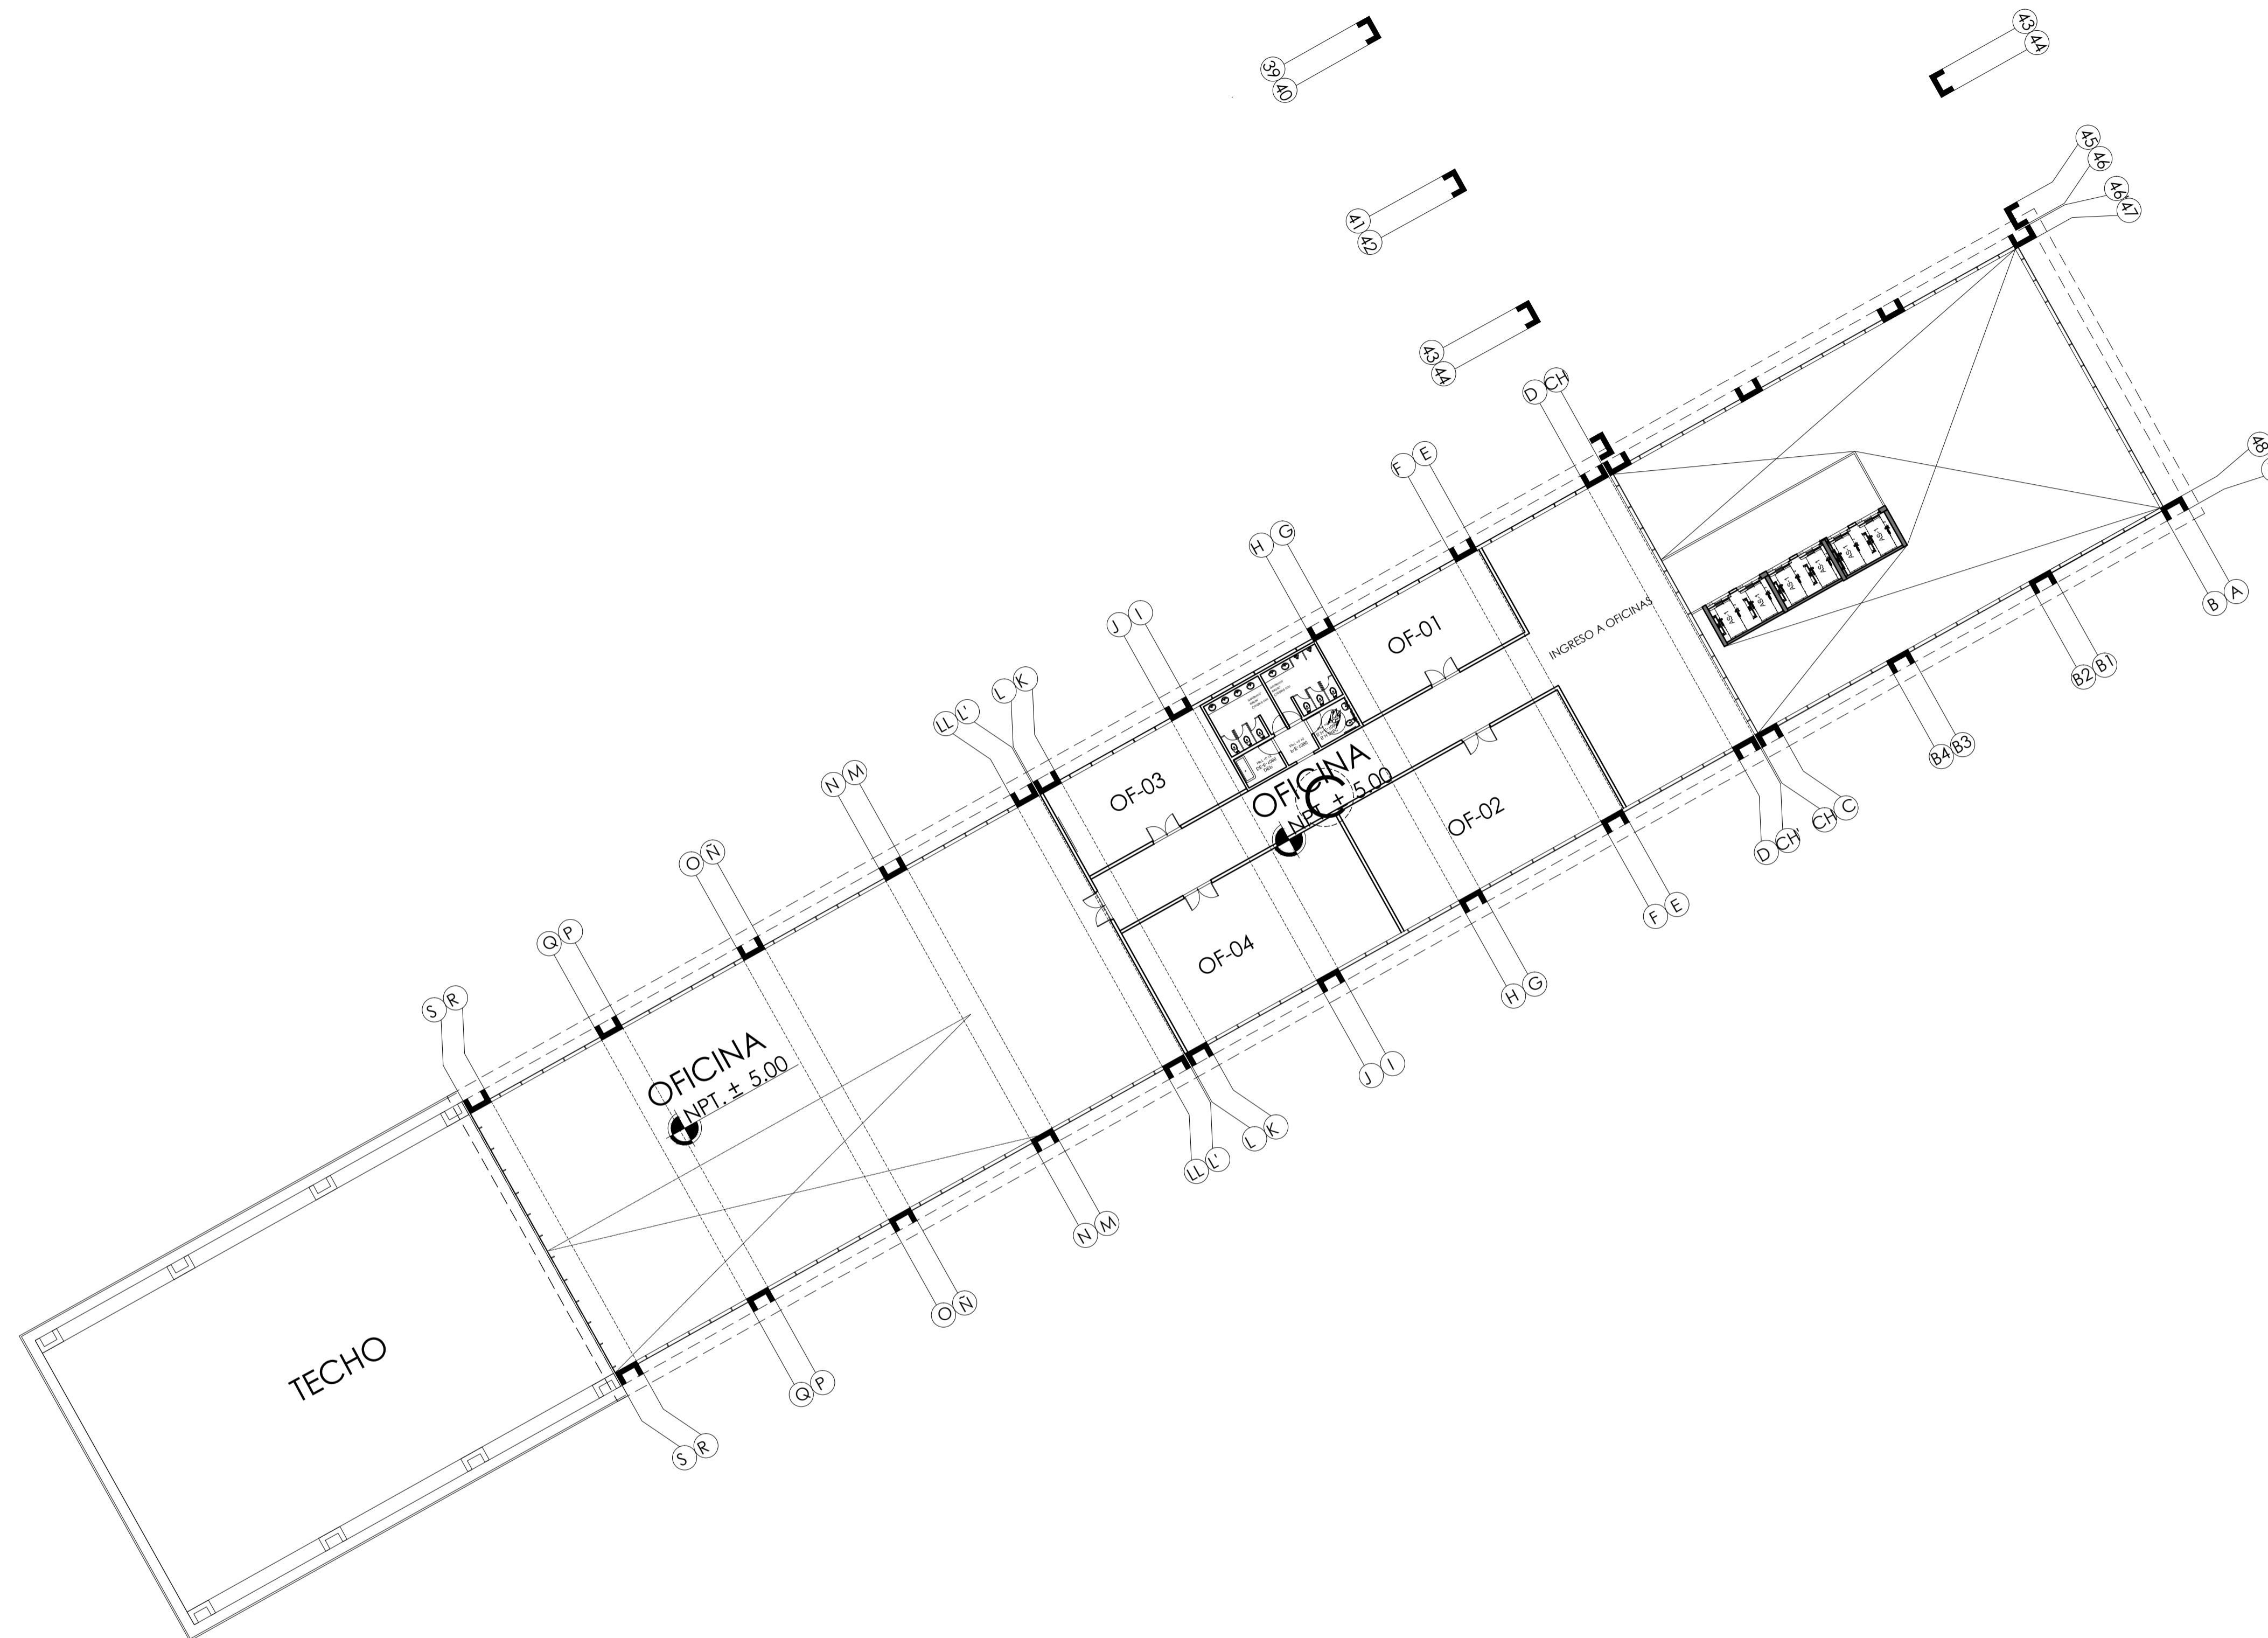 39
40
43
44
41
42
45
46
46'
47
43
44
48
D
CH
F
E
H
G
J
I
L
K
LL
L'
N
M
O
Ñ
Q
P
S
R
OF-01
INGRESO A OFICINAS
OF-03
OFICINA
NPT. ± 5.00
C
OF-02
OF-04
OFICINA
NPT. ± 5.00
TECHO
B
A
B2
B1
B4
B3
CH
C
D
CH'
F
E
H
G
J
I
L
K
LL
L'
N
M
O
Ñ
Q
P
S
R